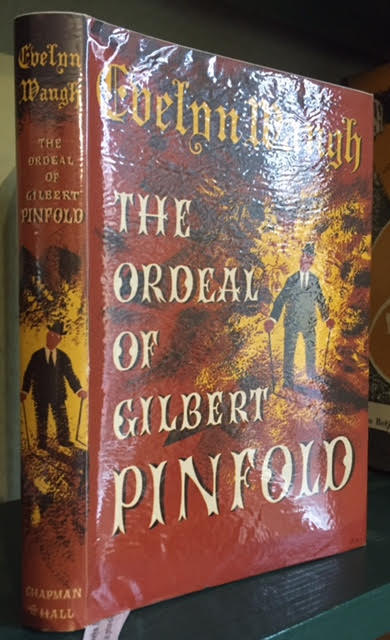 Evelyn
Waugh
THE
ORDEAL
OF
GILBERT
PINFOLD
CHAPMAN
& HALL
Evelyn Waugh
THE
ORDEAL
OF
GILBERT
PINFOLD